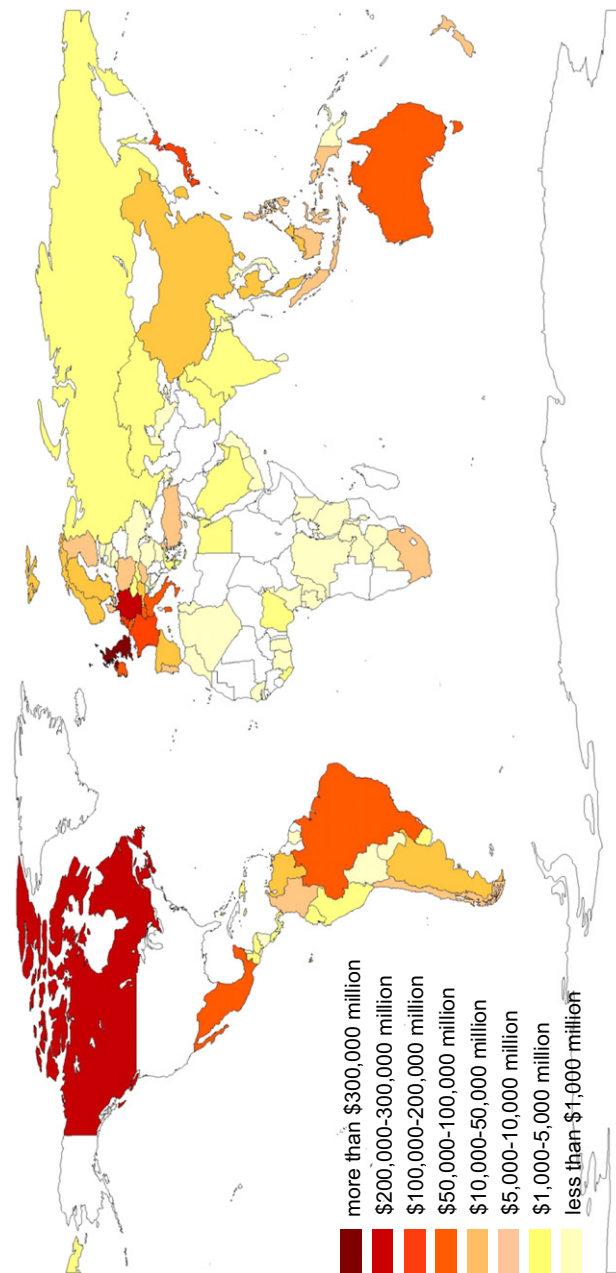 more than $300,000 million
$200,000-300,000 million
$100,000-200,000 million
$50,000-100,000 million
$10,000-50,000 million
$5,000-10,000 million
$1,000-5,000 million
less than $1,000 million